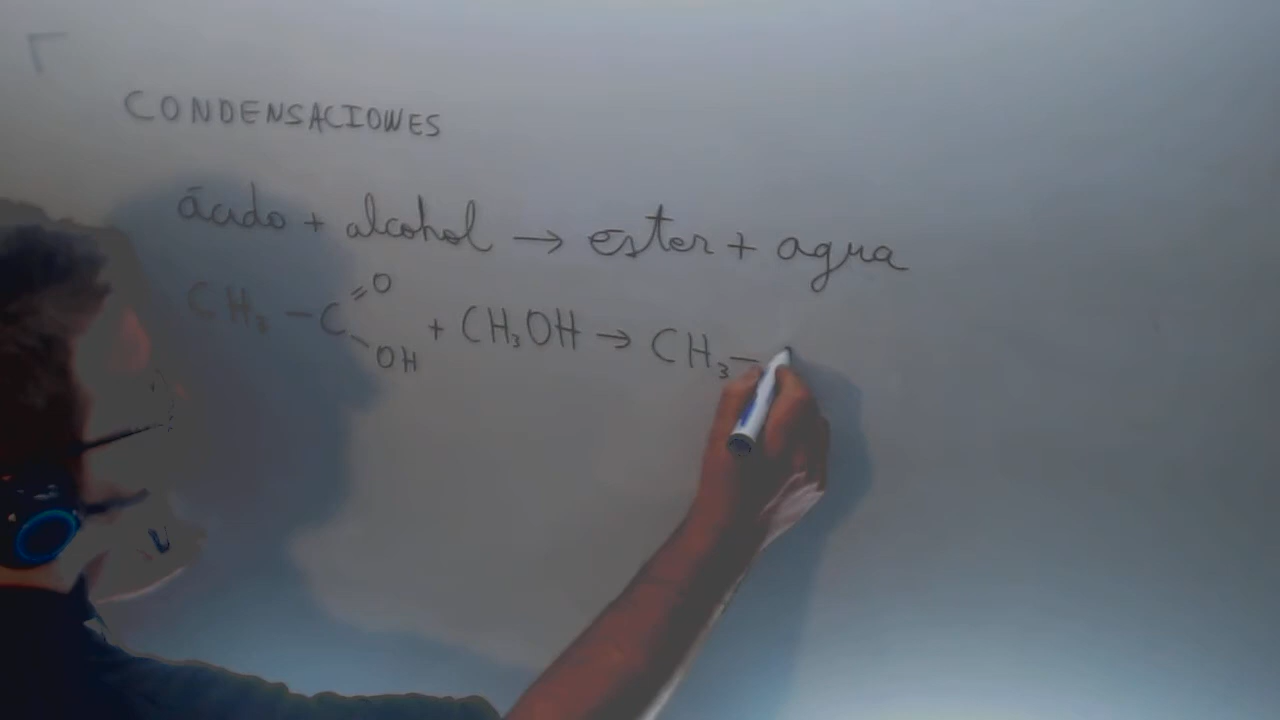 CONDENSACIONES
ácido + alcohol → ester + agua
CH₃ – C =O – OH + CH₃OH → CH₃ –